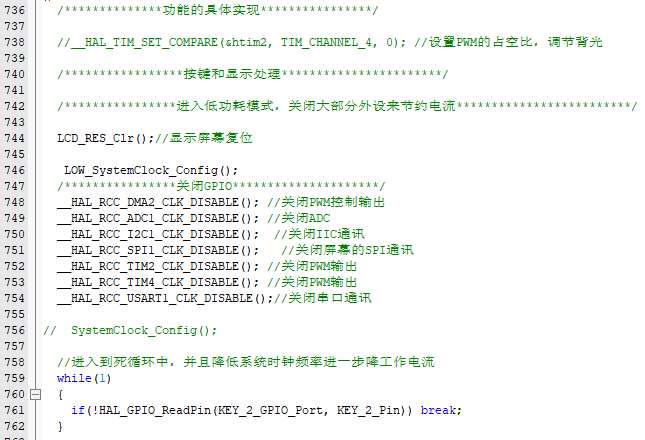 736 /**************功能的具体实现****************/
737
738 //__HAL_TIM_SET_COMPARE(&htim2, TIM_CHANNEL_4, 0); //设置PWM的占空比，调节背光
739
740 /*****************按键和显示处理***********************/
741
742 /****************进入低功耗模式，关闭大部分外设来节约电流*************************/
743
744 LCD_RES_Clr();//显示屏幕复位
745
746 LOW_SystemClock_Config();
747 /****************关闭GPIO*********************/
748 __HAL_RCC_DMA2_CLK_DISABLE(); //关闭PWM控制输出
749 __HAL_RCC_ADC1_CLK_DISABLE(); //关闭ADC
750 __HAL_RCC_I2C1_CLK_DISABLE(); //关闭IIC通讯
751 __HAL_RCC_SPI1_CLK_DISABLE(); //关闭屏幕的SPI通讯
752 __HAL_RCC_TIM2_CLK_DISABLE(); //关闭PWM输出
753 __HAL_RCC_TIM4_CLK_DISABLE(); //关闭PWM输出
754 __HAL_RCC_USART1_CLK_DISABLE();//关闭串口通讯
755
756 // SystemClock_Config();
757
758 //进入到死循环中，并且降低系统时钟频率进一步降工作电流
759 while(1)
760 {
761 if(!HAL_GPIO_ReadPin(KEY_2_GPIO_Port, KEY_2_Pin)) break;
762 }